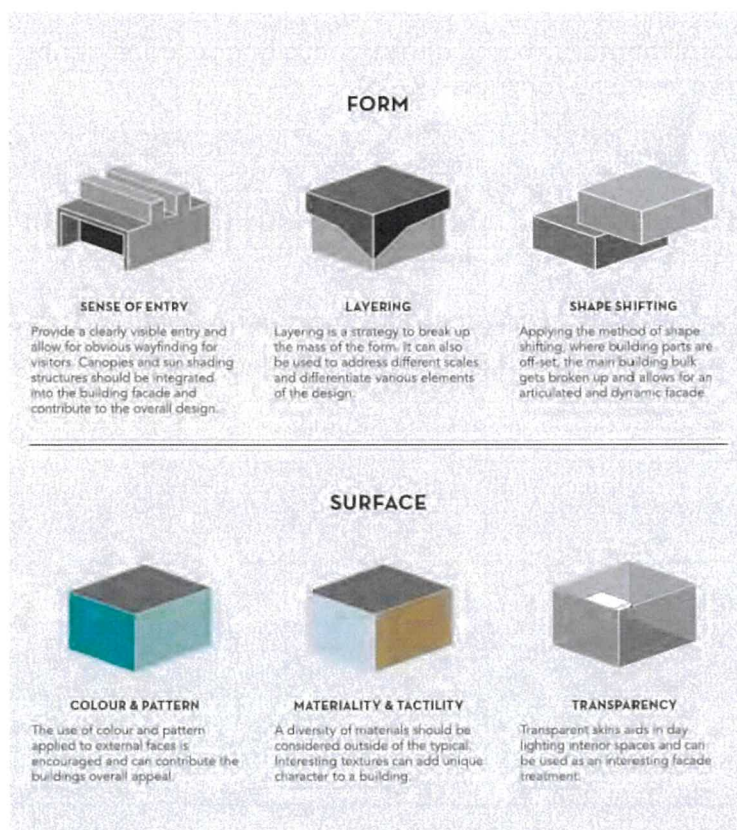 FORM
SENSE OF ENTRY
Provide a clearly visible entry and
allow for obvious wayfinding for
visitors. Canopies and sun shading
structures should be integrated
into the building facade and
contribute to the overall design.
LAYERING
Layering is a strategy to break up
the mass of the form. It can also
be used to address different scales
and differentiate various elements
of the design.
SHAPE SHIFTING
Applying the method of shape
shifting, where building parts are
off-set, the main building bulk
gets broken up and allows for an
articulated and dynamic facade.
SURFACE
COLOUR & PATTERN
The use of colour and pattern
applied to external faces is
encouraged and can contribute the
buildings overall appeal.
MATERIALITY & TACTILITY
A diversity of materials should be
considered outside of the typical.
Interesting textures can add unique
character to a building.
TRANSPARENCY
Transparent skins aids in day
lighting interior spaces and can
be used as an interesting facade
treatment.